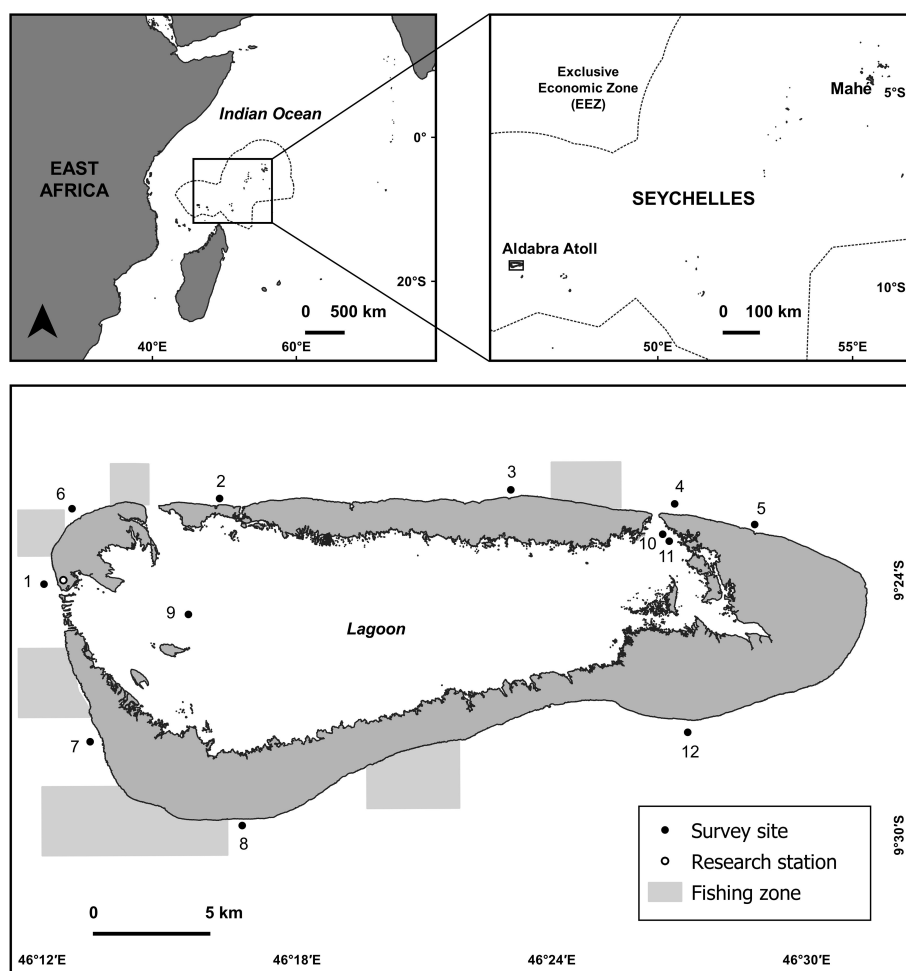 Indian Ocean
0°
EAST
AFRICA
20°S
0 500 km
40°E 60°E
Exclusive
Economic Zone
(EEZ)
Mahé
5°S
SEYCHELLES
Aldabra Atoll
10°S
0 100 km
50°E 55°E
6
2
3
4
5
10
11
1
9°24'S
9
Lagoon
7
12
8
9°30'S
Survey site
Research station
Fishing zone
0 5 km
46°12'E 46°18'E 46°24'E 46°30'E